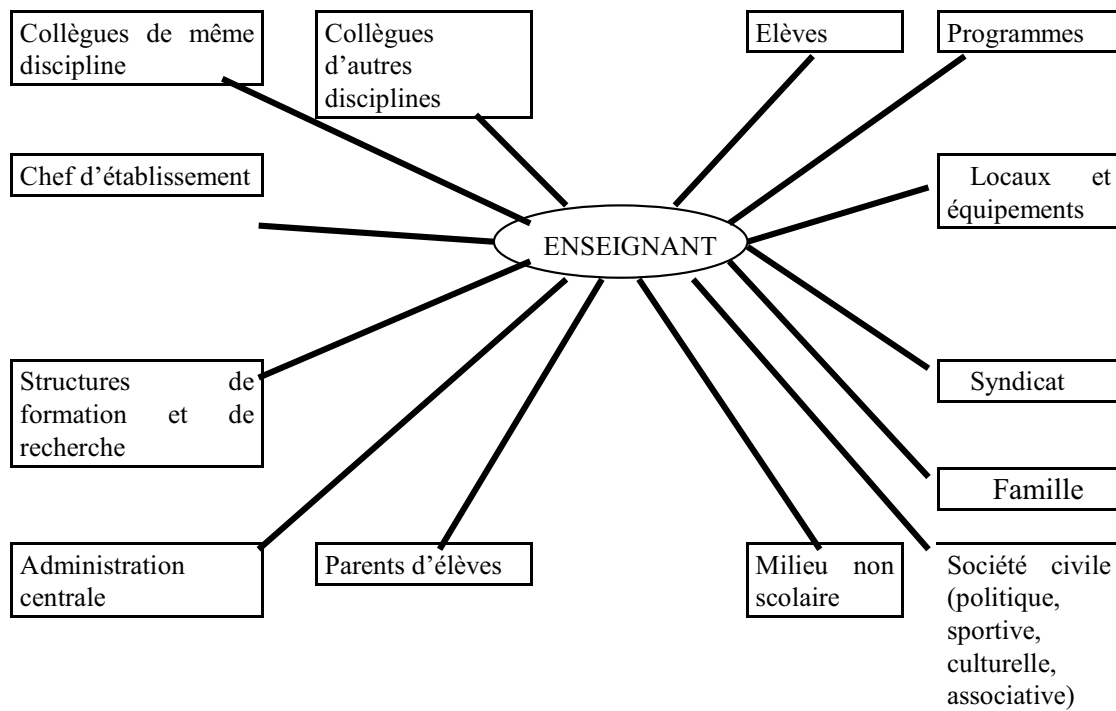 Collègues de même
discipline
Collègues
d’autres
disciplines
Elèves
Programmes
Chef d’établissement
Locaux et
équipements
ENSEIGNANT
Structures de
formation et de
recherche
Syndicat
Famille
Administration
centrale
Parents d’élèves
Milieu non
scolaire
Société civile
(politique,
sportive,
culturelle,
associative)